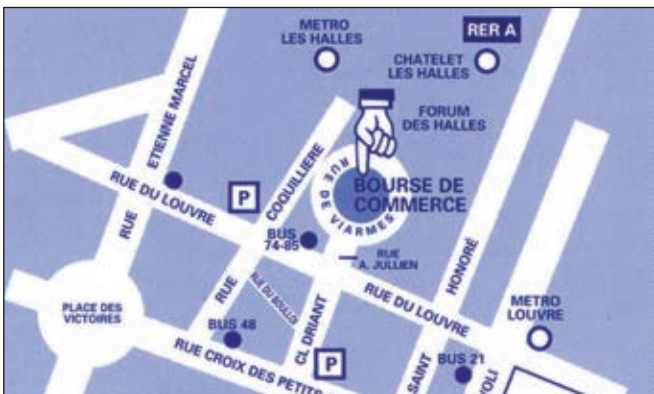 METRO
LES HALLES
RER A
CHATELET
LES HALLES
FORUM
DES HALLES
RUE ETIENNE MARCEL
RUE DU LOUVRE
P
RUE COQUILLIERE
RUE DE VIARMES
BOURSE DE
COMMERCE
BUS
74-85
RUE
A. JULLIEN
RUE DU LOUVRE
SAINT HONORÉ
METRO
LOUVRE
PLACE DES
VICTOIRES
RUE DU BOULOI
CL DRIANT
BUS 48
RUE CROIX DES PETITS
P
BUS 21
VOLI